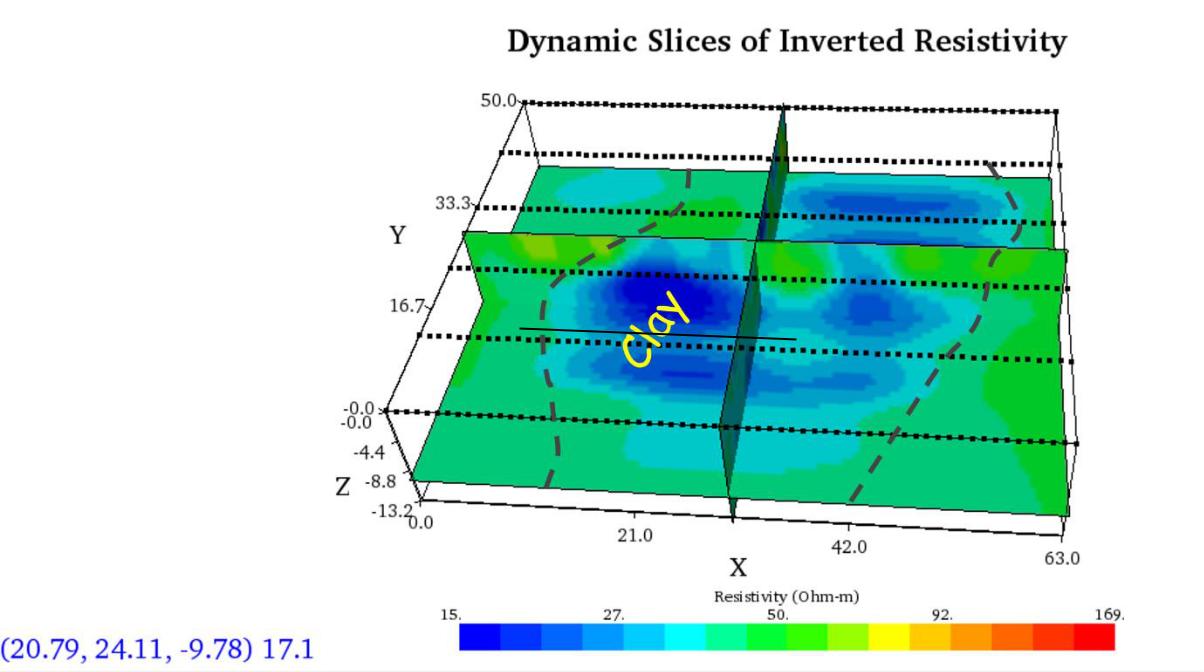 Dynamic Slices of Inverted Resistivity
50.0
33.3
Y
16.7
-0.0
-0.0
-4.4
Z -8.8
-13.2
0.0
21.0
42.0
63.0
X
Clay
Resistivity (Ohm-m)
15. 27. 50. 92. 169.
(20.79, 24.11, -9.78) 17.1